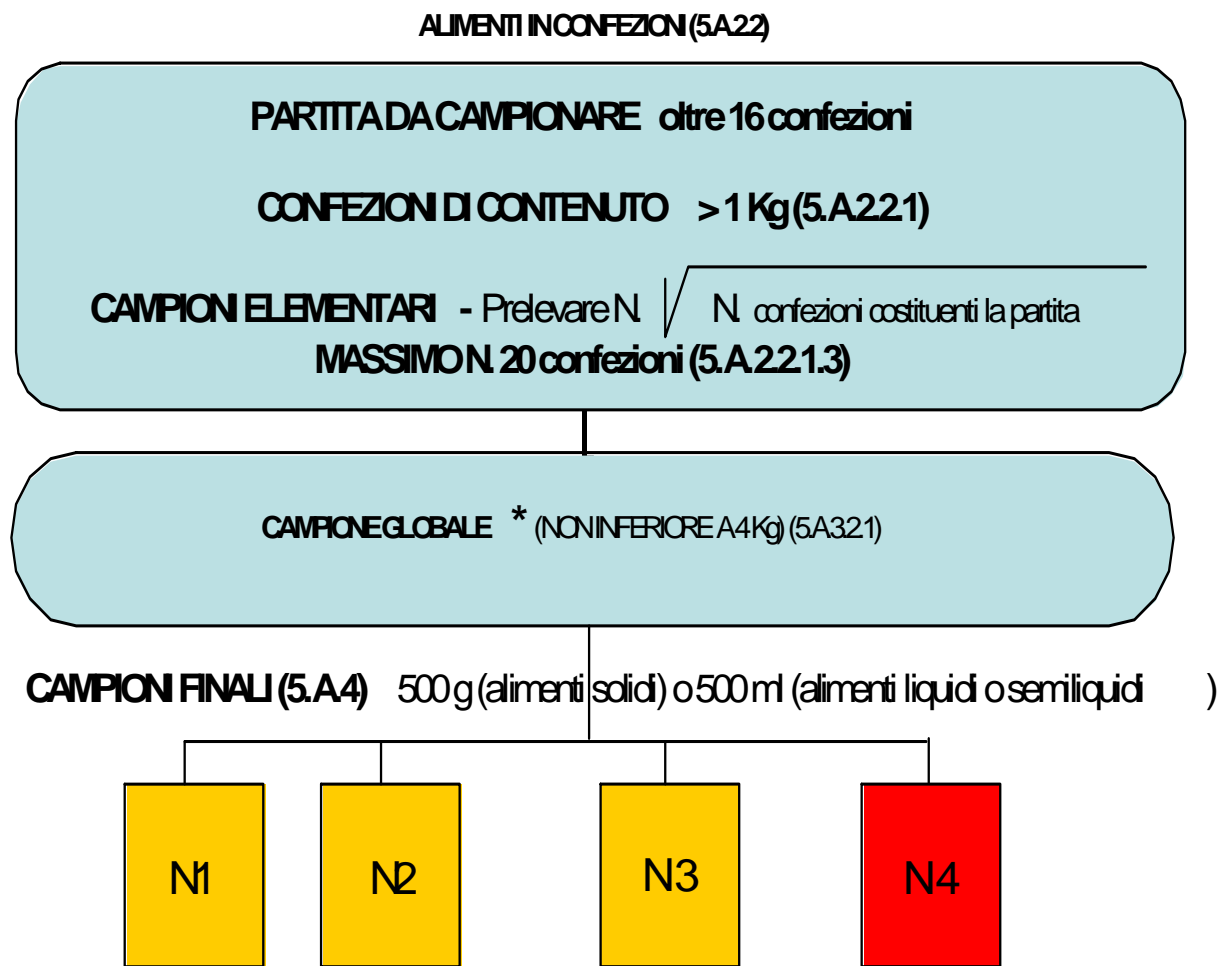 ALIMENTI IN CONFEZIONI (5.A.2.2)
PARTITA DA CAMPIONARE oltre 16 confezioni
CONFEZIONI DI CONTENUTO > 1 Kg (5.A.2.2.1)
CAMPIONI ELEMENTARI - Prelevare N. √ N. confezioni costituenti la partita
MASSIMO N. 20 confezioni (5.A.2.2.1.3)
CAMPIONE GLOBALE * (NON INFERIORE A 4 Kg) (5.A.3.2.1)
CAMPIONI FINALI (5.A.4) 500 g (alimenti solidi) o 500 ml (alimenti liquidi o semiliquidi )
N1 N2 N3 N4